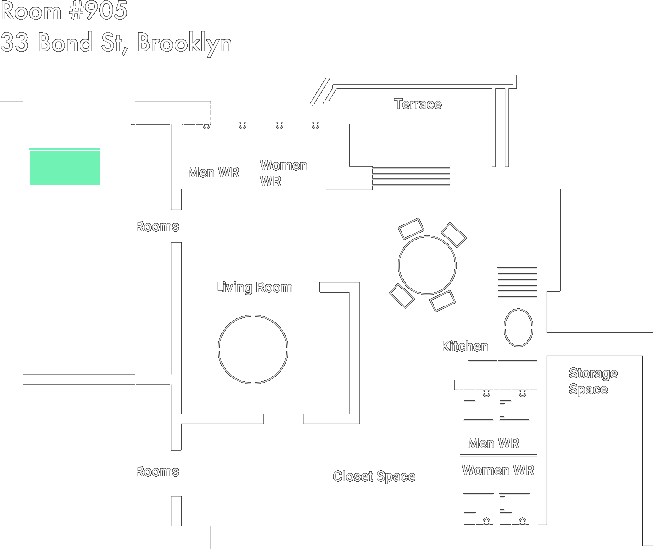 Room #905
33 Bond St, Brooklyn
Terrace
Men WR
Women
WR
Rooms
Living Room
Kitchen
Storage
Space
Men WR
Rooms
Women WR
Closet Space